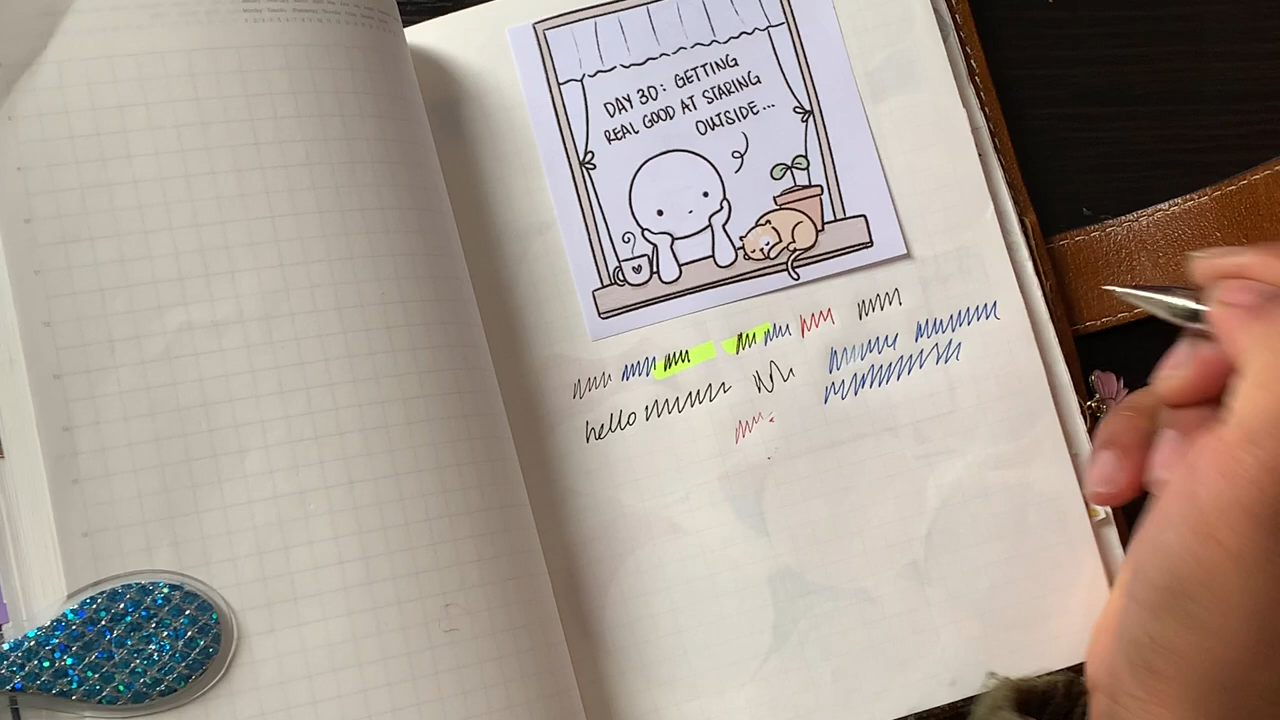 DAY 30: GETTING
REAL GOOD AT STARING
OUTSIDE...
hello